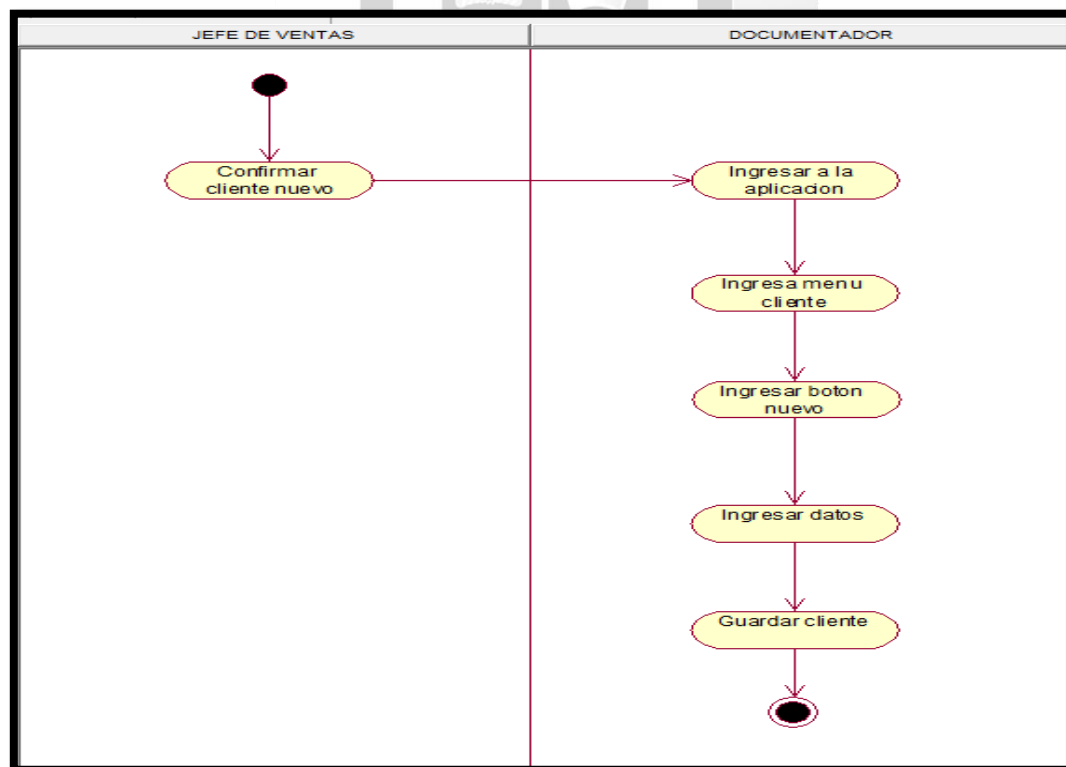 JEFE DE VENTAS
DOCUMENTADOR
Confirmar
cliente nuevo
Ingresar a la
aplicacion
Ingresa menu
cliente
Ingresar boton
nuevo
Ingresar datos
Guardar cliente